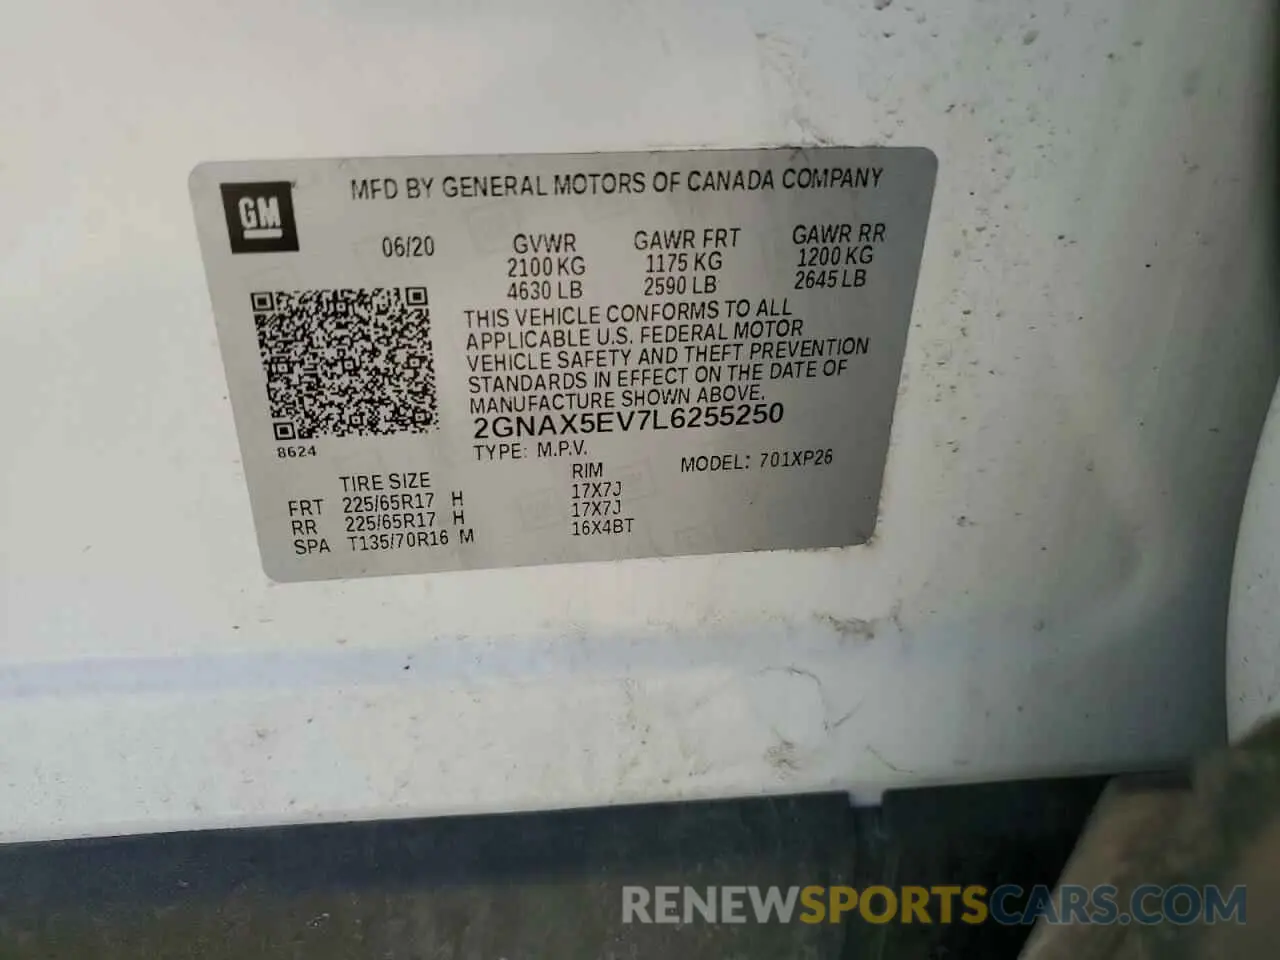 MFD BY GENERAL MOTORS OF CANADA COMPANY
GM
06/20
GVWR GAWR FRT GAWR RR
2100 KG 1175 KG 1200 KG
4630 LB 2590 LB 2645 LB
THIS VEHICLE CONFORMS TO ALL
APPLICABLE U.S. FEDERAL MOTOR
VEHICLE SAFETY AND THEFT PREVENTION
STANDARDS IN EFFECT ON THE DATE OF
MANUFACTURE SHOWN ABOVE.
2GNAX5EV7L6255250
8624
TYPE: M.P.V. MODEL: 701XP26
TIRE SIZE RIM
FRT 225/65R17 H 17X7J
RR 225/65R17 H 17X7J
SPA T135/70R16 M 16X4BT
RENEWSPORTSCARS.COM